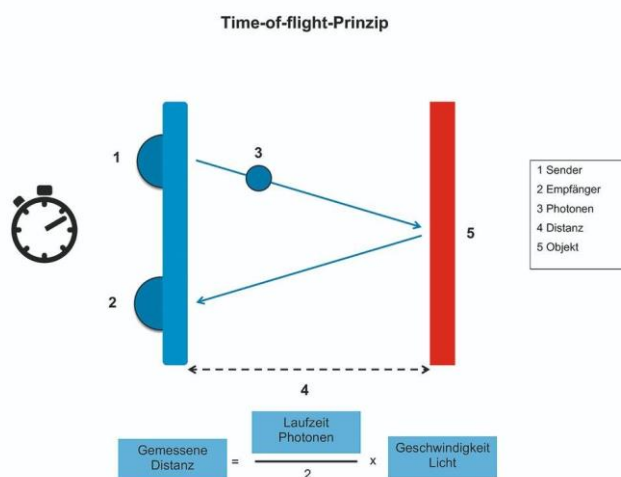 Time-of-flight-Prinzip
1
3
1 Sender
2 Empfänger
3 Photonen
4 Distanz
5 Objekt
5
2
4
Gemessene
Distanz
=
Laufzeit
Photonen
2
x
Geschwindigkeit
Licht